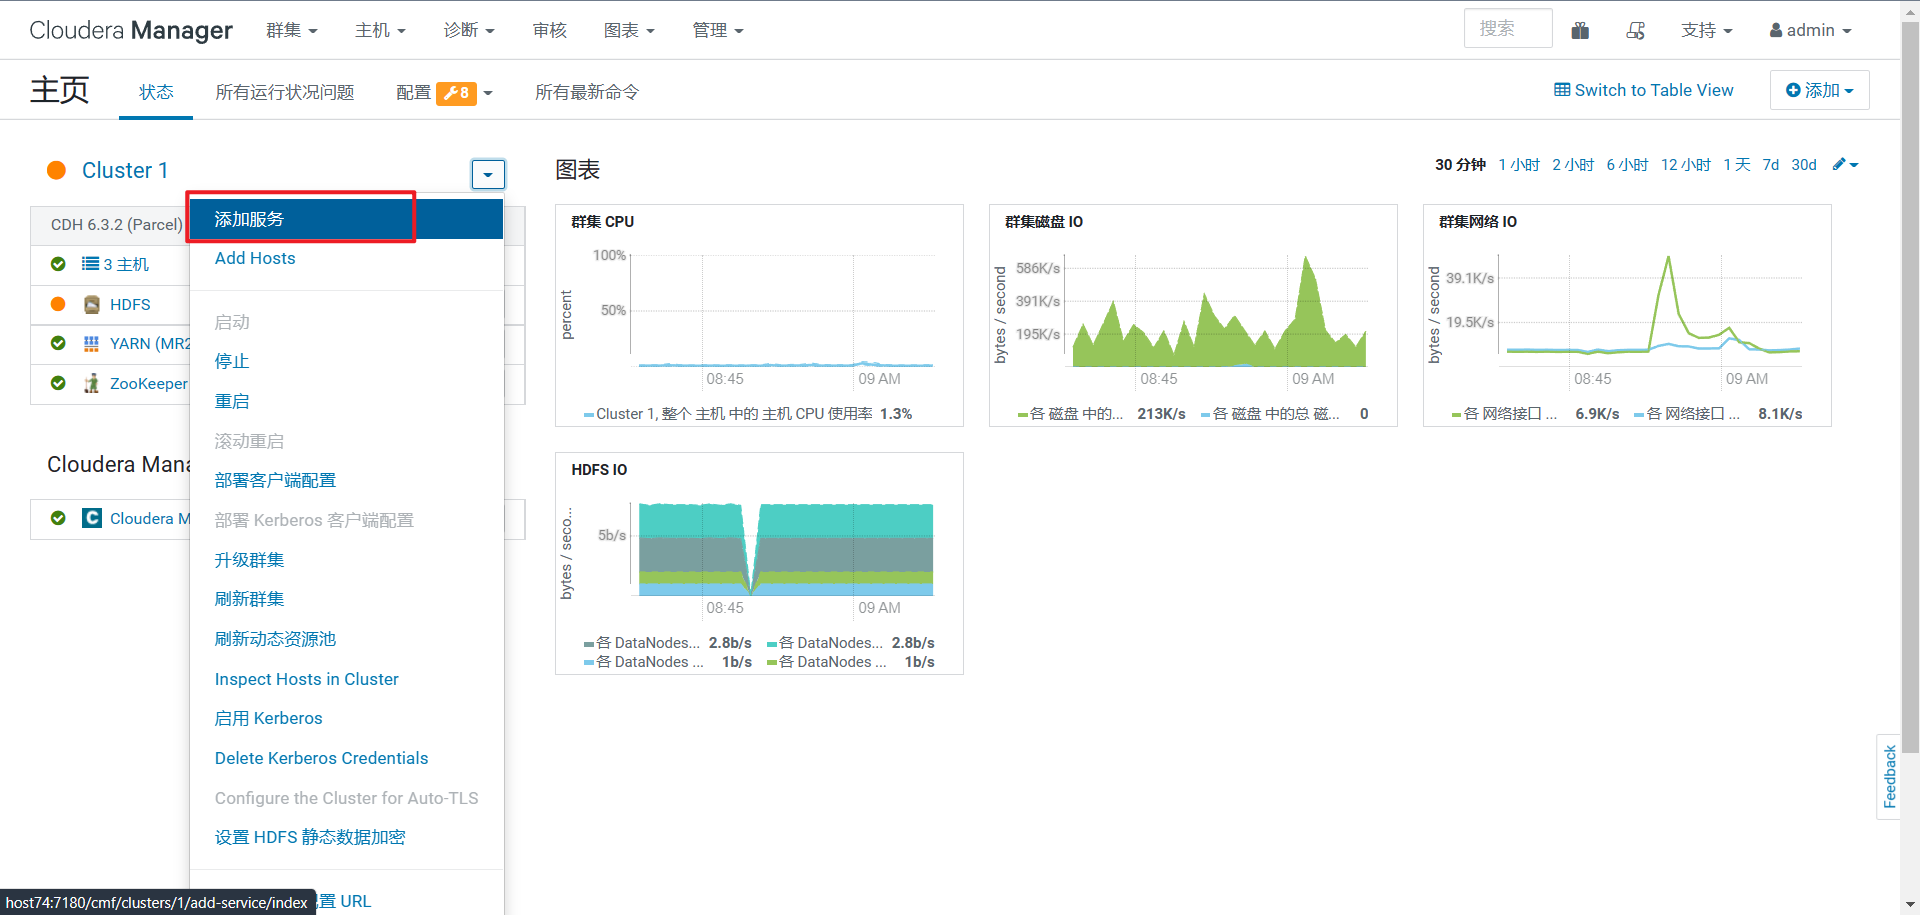 Cloudera Manager 群集 主机 诊断 审核 图表 管理 搜索 支持 admin
主页 状态 所有运行状况问题 配置 8 所有最新命令 Switch to Table View 添加
Cluster 1
添加服务
CDH 6.3.2 (Parcel)
Add Hosts
3 主机
HDFS
启动
YARN (MR2
停止
ZooKeeper
重启
滚动重启
Cloudera Mana
部署客户端配置
Cloudera M
部署 Kerberos 客户端配置
升级群集
刷新群集
刷新动态资源池
Inspect Hosts in Cluster
启用 Kerberos
Delete Kerberos Credentials
Configure the Cluster for Auto-TLS
设置 HDFS 静态数据加密
置 URL
host74:7180/cmf/clusters/1/add-service/index
图表
30 分钟 1 小时 2 小时 6 小时 12 小时 1 天 7d 30d
群集 CPU
percent
100%
50%
08:45 09 AM
Cluster 1, 整个 主机 中的 主机 CPU 使用率 1.3%
群集磁盘 IO
bytes / second
586K/s
391K/s
195K/s
08:45 09 AM
各 磁盘 中的... 213K/s 各 磁盘 中的总 磁... 0
群集网络 IO
bytes / second
39.1K/s
19.5K/s
08:45 09 AM
各 网络接口 ... 6.9K/s 各 网络接口 ... 8.1K/s
HDFS IO
bytes / seco...
5b/s
08:45 09 AM
各 DataNodes... 2.8b/s 各 DataNodes... 2.8b/s
各 DataNodes ... 1b/s 各 DataNodes ... 1b/s
Feedback